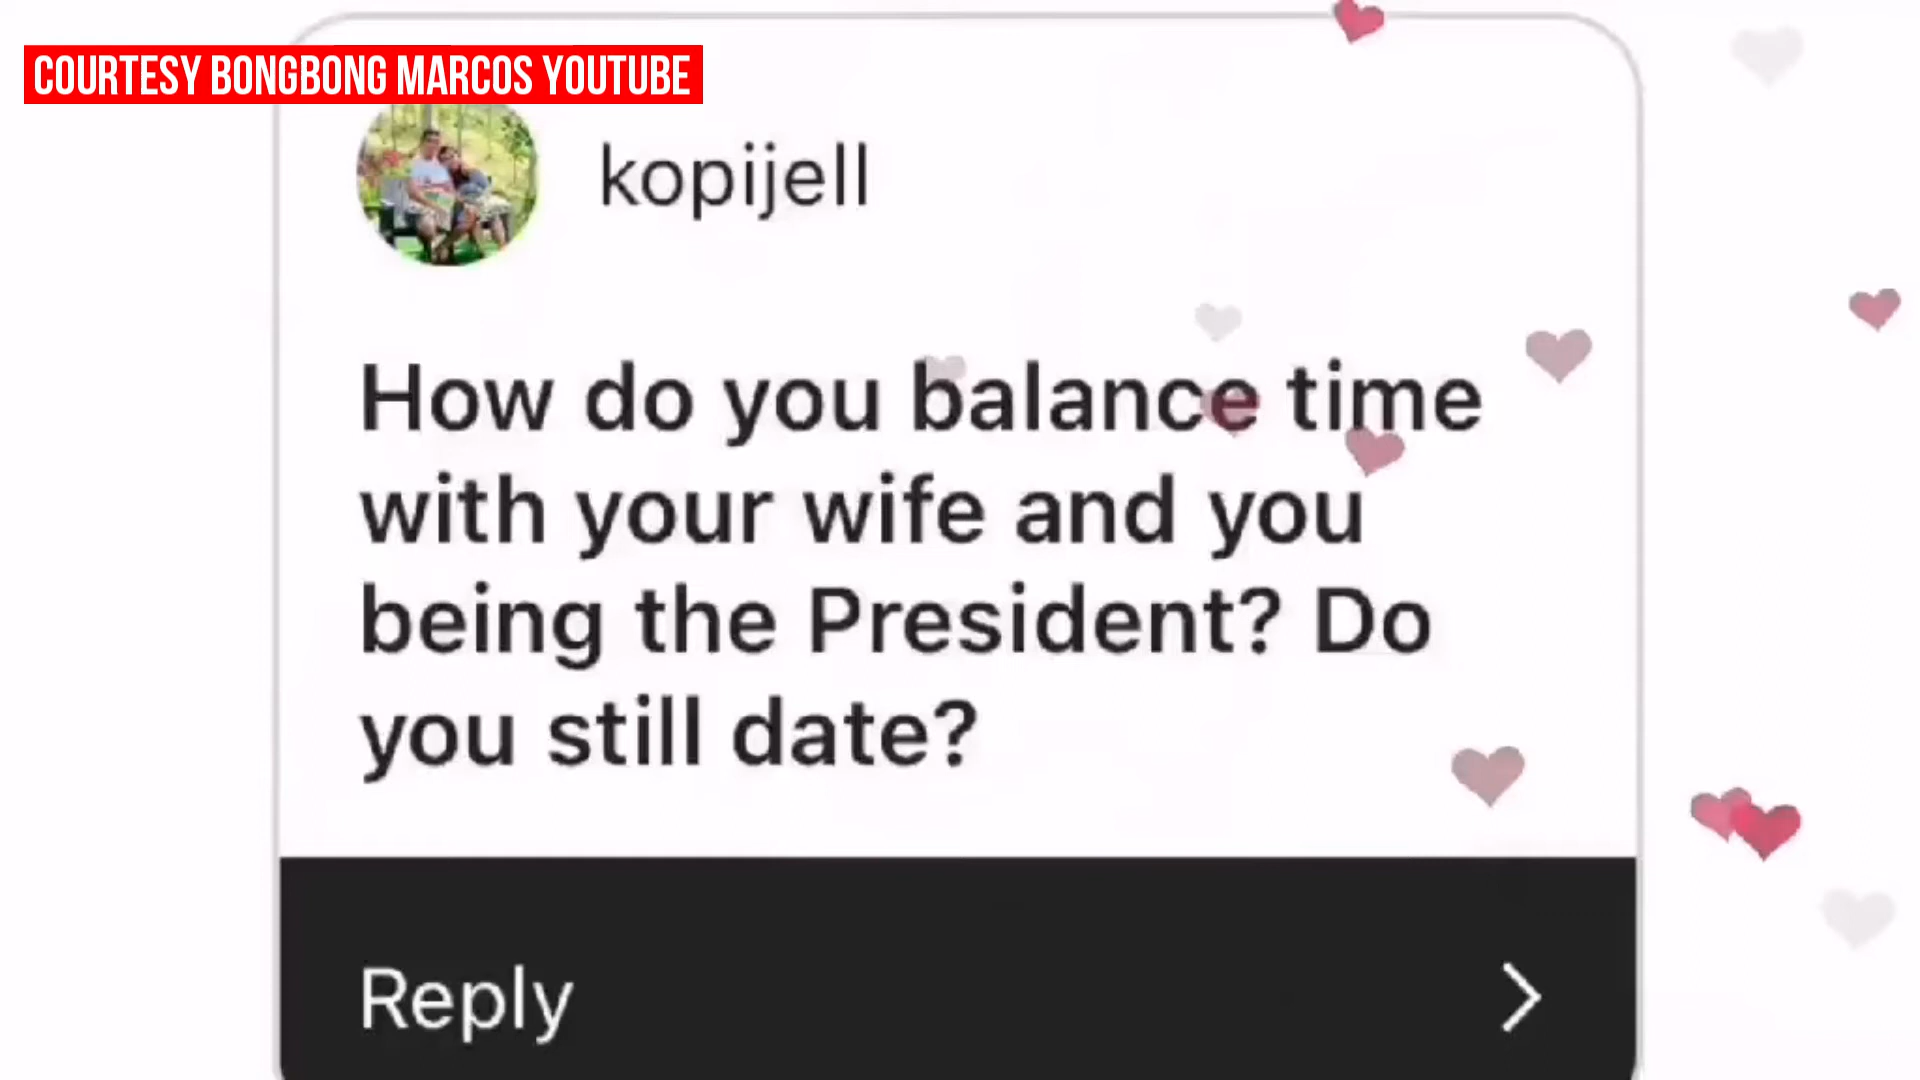 COURTESY BONGBONG MARCOS YOUTUBE
kopijell
How do you balance time
with your wife and you
being the President? Do
you still date?
Reply